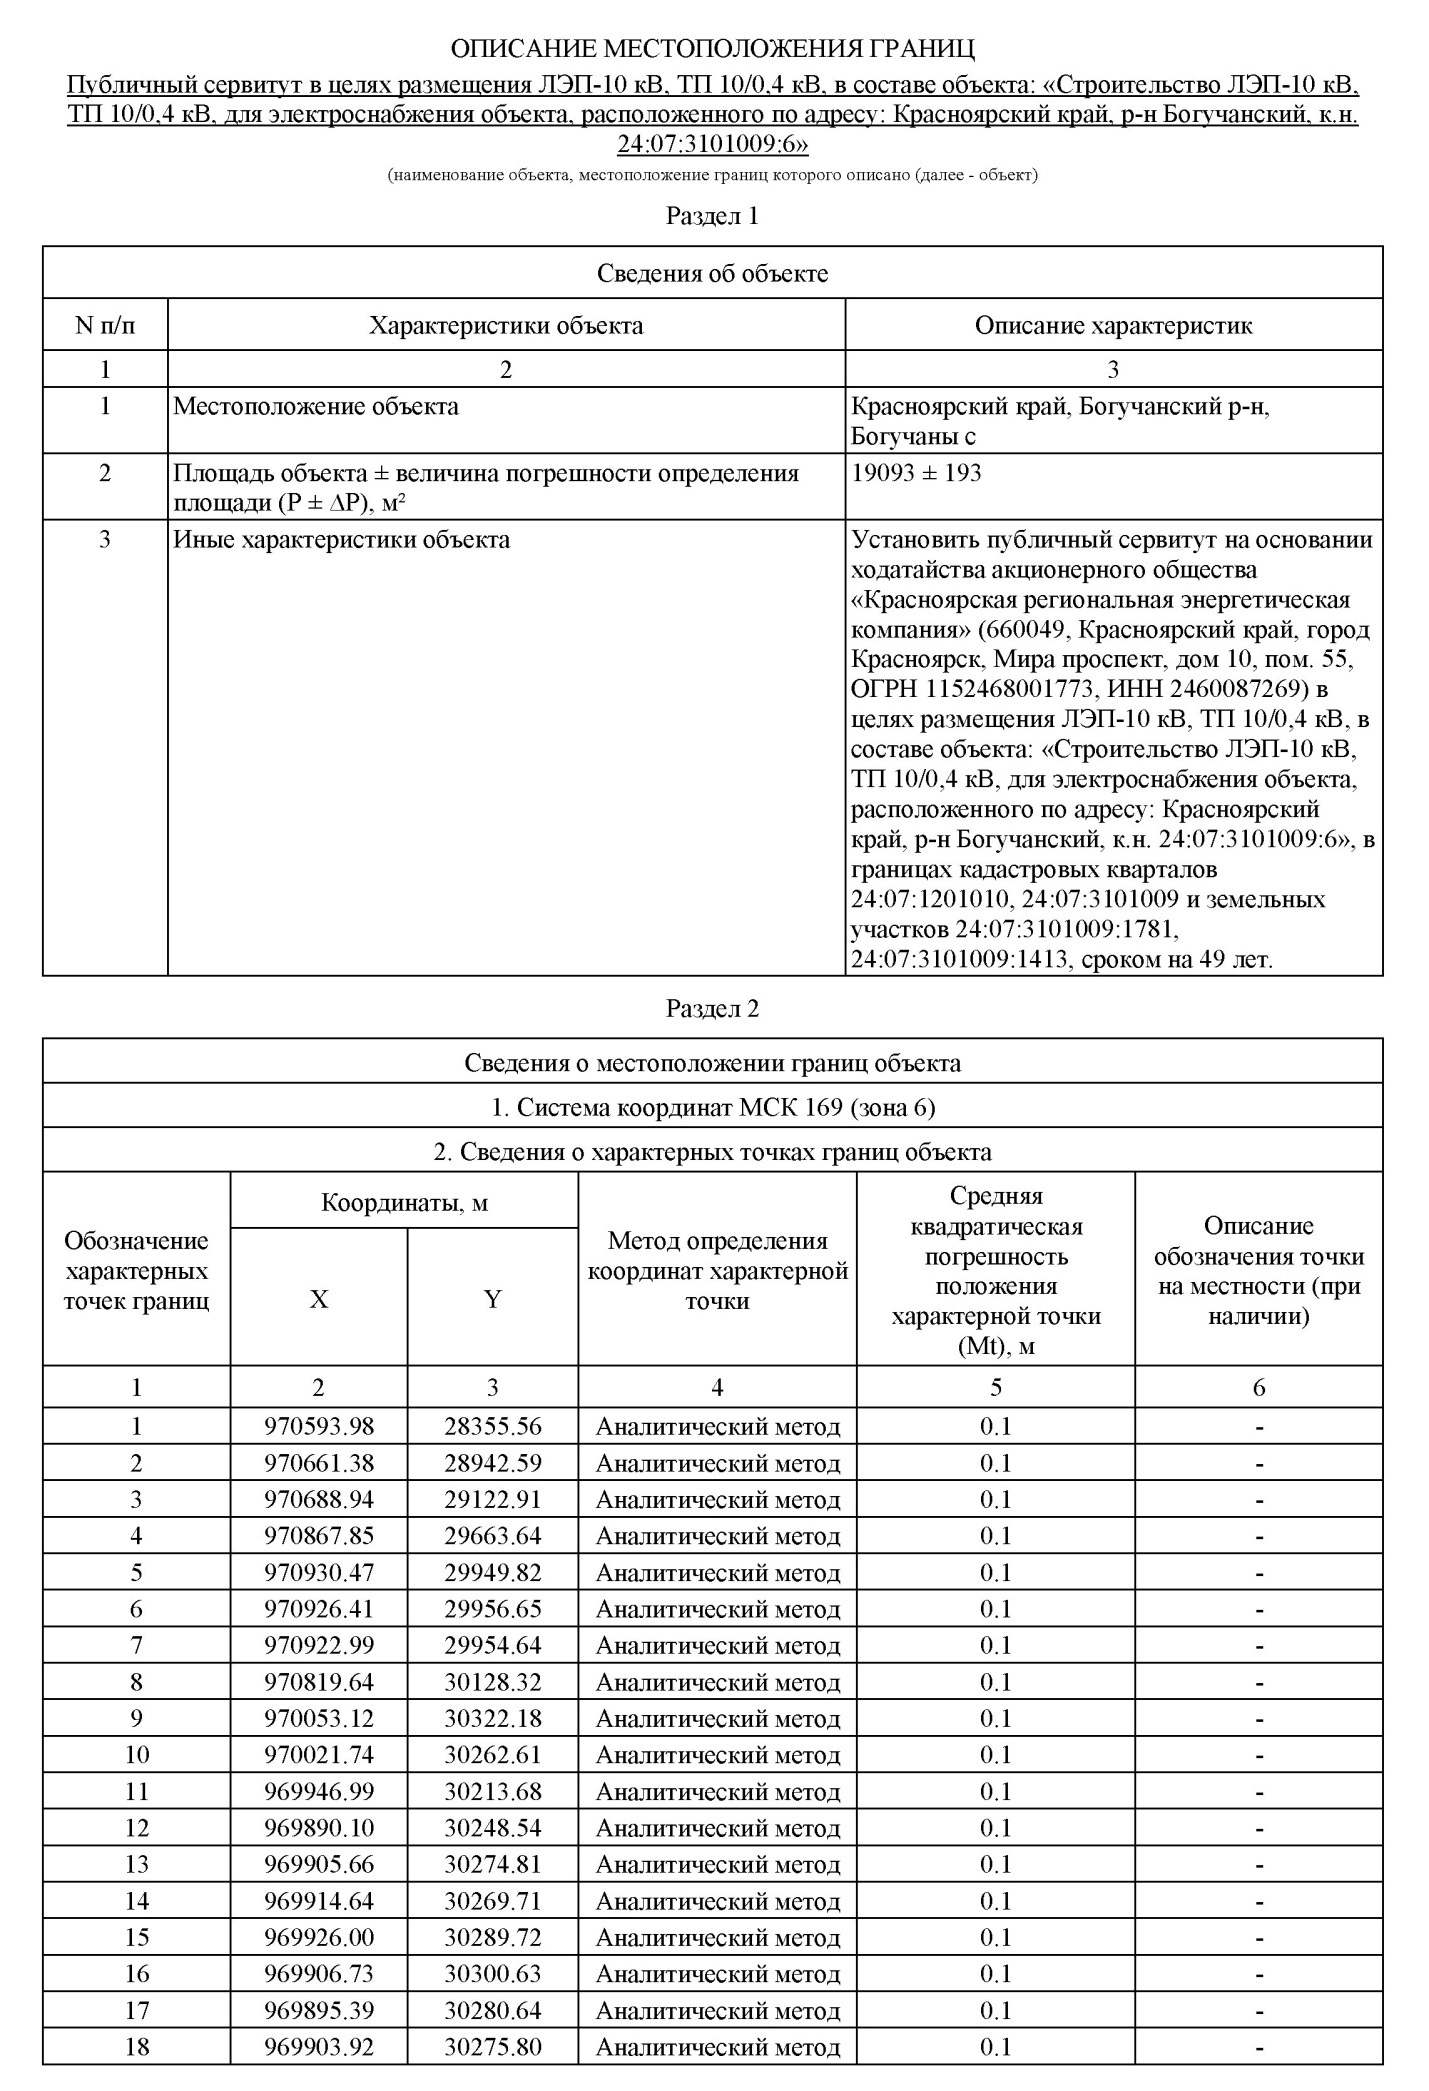 ОПИСАНИЕ МЕСТОПОЛОЖЕНИЯ ГРАНИЦ
Публичный сервитут в целях размещения ЛЭП-10 кВ, ТП 10/0,4 кВ, в составе объекта: «Строительство ЛЭП-10 кВ,
ТП 10/0,4 кВ, для электроснабжения объекта, расположенного по адресу: Красноярский край, р-н Богучанский, к.н.
24:07:3101009:6»
(наименование объекта, местоположение границ которого описано (далее - объект)
Раздел 1
Сведения об объекте
N п/п Характеристики объекта Описание характеристик
1 2 3
1 Местоположение объекта Красноярский край, Богучанский р-н,
Богучаны с
2 Площадь объекта ± величина погрешности определения 19093 ± 193
площади (P ± ΔP), м²
3 Иные характеристики объекта Установить публичный сервитут на основании
ходатайства акционерного общества
«Красноярская региональная энергетическая
компания» (660049, Красноярский край, город
Красноярск, Мира проспект, дом 10, пом. 55,
ОГРН 1152468001773, ИНН 2460087269) в
целях размещения ЛЭП-10 кВ, ТП 10/0,4 кВ, в
составе объекта: «Строительство ЛЭП-10 кВ,
ТП 10/0,4 кВ, для электроснабжения объекта,
расположенного по адресу: Красноярский
край, р-н Богучанский, к.н. 24:07:3101009:6», в
границах кадастровых кварталов
24:07:1201010, 24:07:3101009 и земельных
участков 24:07:3101009:1781,
24:07:3101009:1413, сроком на 49 лет.
Раздел 2
Сведения о местоположении границ объекта
1. Система координат МСК 169 (зона 6)
2. Сведения о характерных точках границ объекта
Обозначение
характерных
точек границ
Координаты, м
X Y
Метод определения
координат характерной
точки
Средняя
квадратическая
погрешность
положения
характерной точки
(Mt), м
Описание
обозначения точки
на местности (при
наличии)
1 2 3 4 5 6
1 970593.98 28355.56 Аналитический метод 0.1 -
2 970661.38 28942.59 Аналитический метод 0.1 -
3 970688.94 29122.91 Аналитический метод 0.1 -
4 970867.85 29663.64 Аналитический метод 0.1 -
5 970930.47 29949.82 Аналитический метод 0.1 -
6 970926.41 29956.65 Аналитический метод 0.1 -
7 970922.99 29954.64 Аналитический метод 0.1 -
8 970819.64 30128.32 Аналитический метод 0.1 -
9 970053.12 30322.18 Аналитический метод 0.1 -
10 970021.74 30262.61 Аналитический метод 0.1 -
11 969946.99 30213.68 Аналитический метод 0.1 -
12 969890.10 30248.54 Аналитический метод 0.1 -
13 969905.66 30274.81 Аналитический метод 0.1 -
14 969914.64 30269.71 Аналитический метод 0.1 -
15 969926.00 30289.72 Аналитический метод 0.1 -
16 969906.73 30300.63 Аналитический метод 0.1 -
17 969895.39 30280.64 Аналитический метод 0.1 -
18 969903.92 30275.80 Аналитический метод 0.1 -